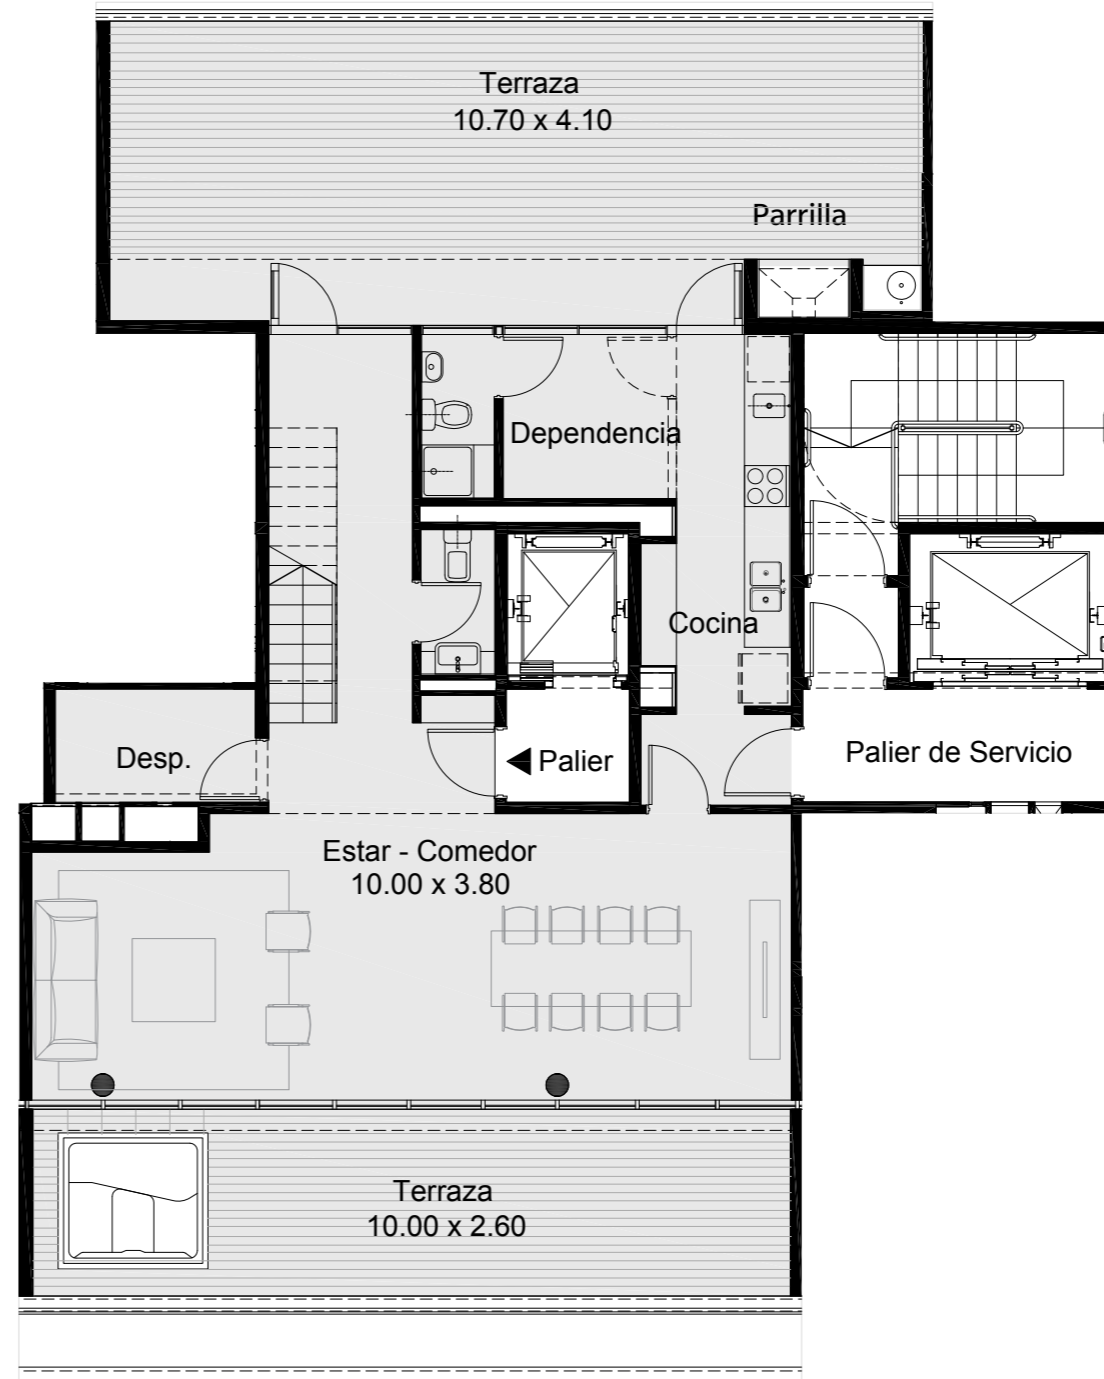 Terraza
10.70 x 4.10
Parrilla
Dependencia
Cocina
Desp.
Palier
Palier de Servicio
Estar - Comedor
10.00 x 3.80
Terraza
10.00 x 2.60